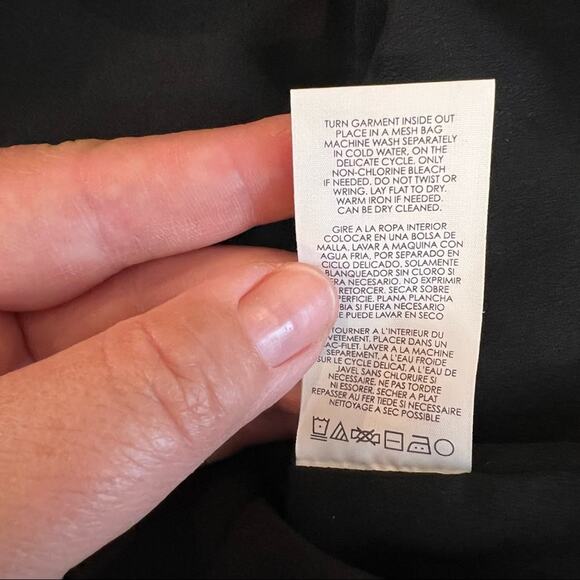 TURN GARMENT INSIDE OUT
PLACE IN A MESH BAG
MACHINE WASH SEPARATELY
IN COLD WATER, ON THE
DELICATE CYCLE. ONLY
NON-CHLORINE BLEACH
IF NEEDED. DO NOT TWIST OR
WRING. LAY FLAT TO DRY.
WARM IRON IF NEEDED.
CAN BE DRY CLEANED.
GIRE A LA ROPA INTERIOR
COLOCAR EN UNA BOLSA DE
MALLA. LAVAR A MAQUINA CON
AGUA FRIA, POR SEPARADO EN
CICLO DELICADO. SOLAMENTE
BLANQUEADOR SIN CLORO SI
FUERA NECESARIO. NO EXPRIMIR
RETORCER. SECAR SOBRE
PLANA PLANCHA
SI FUERA NECESARIO
PUEDE LAVAR EN SECO
A L'INTERIEUR DU
VETEMENT. PLACER DANS UN
LAVER A LA MACHINE
SEPAREMENT. A L'EAU FROIDE
SUR LE CYCLE DELICAT. A L'EAU DE
JAVEL SANS CHLORURE SI
NECESSAIRE. NE PAS TORDRE
NI ESSORER. SECHER A PLAT
REPASSER AU FER TIEDE SI NECESSAIRE
NETTOYAGE A SEC POSSIBLE